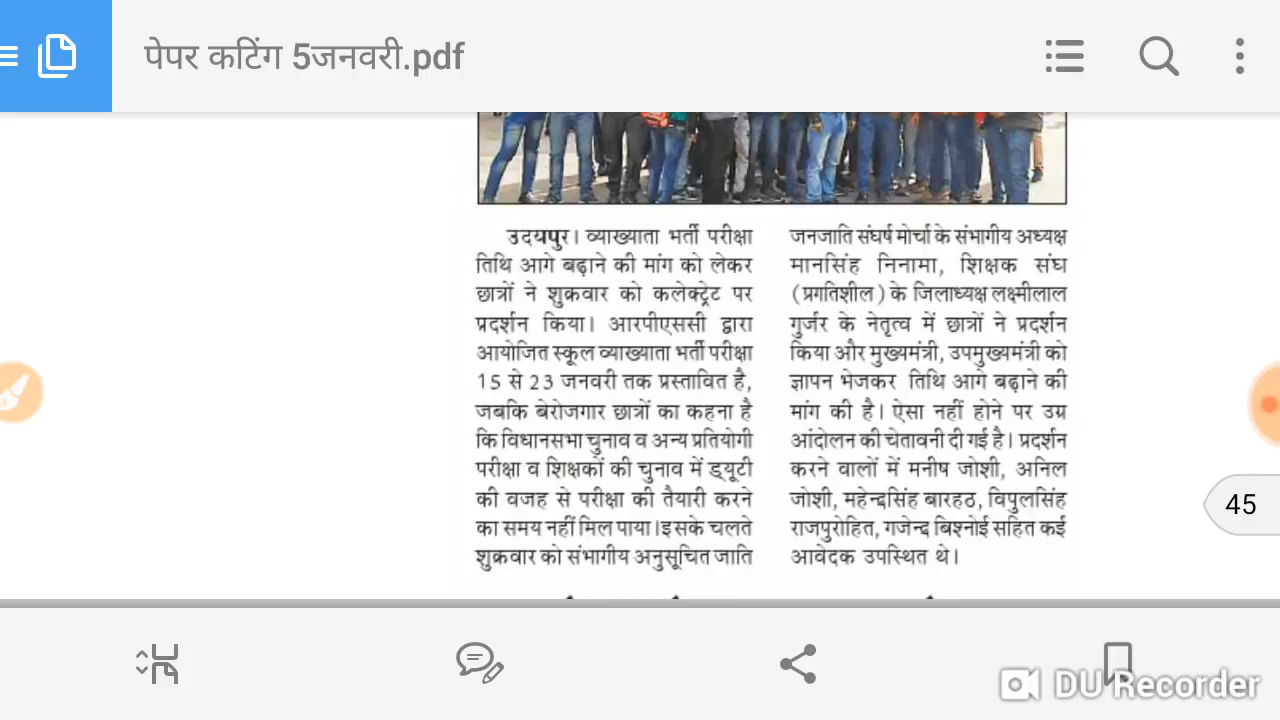 पेपर कटिंग 5जनवरी.pdf
उदयपुर। व्याख्याता भर्ती परीक्षा
तिथि आगे बढ़ाने की मांग को लेकर
छात्रों ने शुक्रवार को कलेक्ट्रेट पर
प्रदर्शन किया। आरपीएससी द्वारा
आयोजित स्कूल व्याख्याता भर्ती परीक्षा
15 से 23 जनवरी तक प्रस्तावित है,
जबकि बेरोजगार छात्रों का कहना है
कि विधानसभा चुनाव व अन्य प्रतियोगी
परीक्षा व शिक्षकों की चुनाव में ड्यूटी
की वजह से परीक्षा की तैयारी करने
का समय नहीं मिल पाया। इसके चलते
शुक्रवार को संभागीय अनुसूचित जाति
जनजाति संघर्ष मोर्चा के संभागीय अध्यक्ष
मानसिंह निनामा, शिक्षक संघ
(प्रगतिशील) के जिलाध्यक्ष लक्ष्मीलाल
गुर्जर के नेतृत्व में छात्रों ने प्रदर्शन
किया और मुख्यमंत्री, उपमुख्यमंत्री को
ज्ञापन भेजकर तिथि आगे बढ़ाने की
मांग की है। ऐसा नहीं होने पर उग्र
आंदोलन की चेतावनी दी गई है। प्रदर्शन
करने वालों में मनीष जोशी, अनिल
जोशी, महेन्द्रसिंह बारहठ, विपुलसिंह
राजपुरोहित, गजेन्द्र बिश्नोई सहित कई
आवेदक उपस्थित थे।
45
DU Recorder